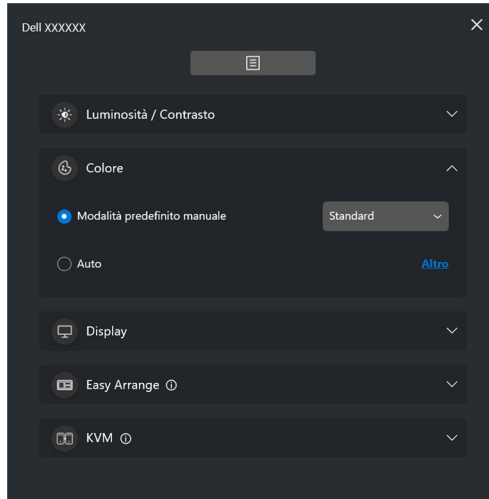 Dell XXXXXX
Luminosità / Contrasto
Colore
Modalità predefinito manuale Standard
Auto Altro
Display
Easy Arrange
KVM